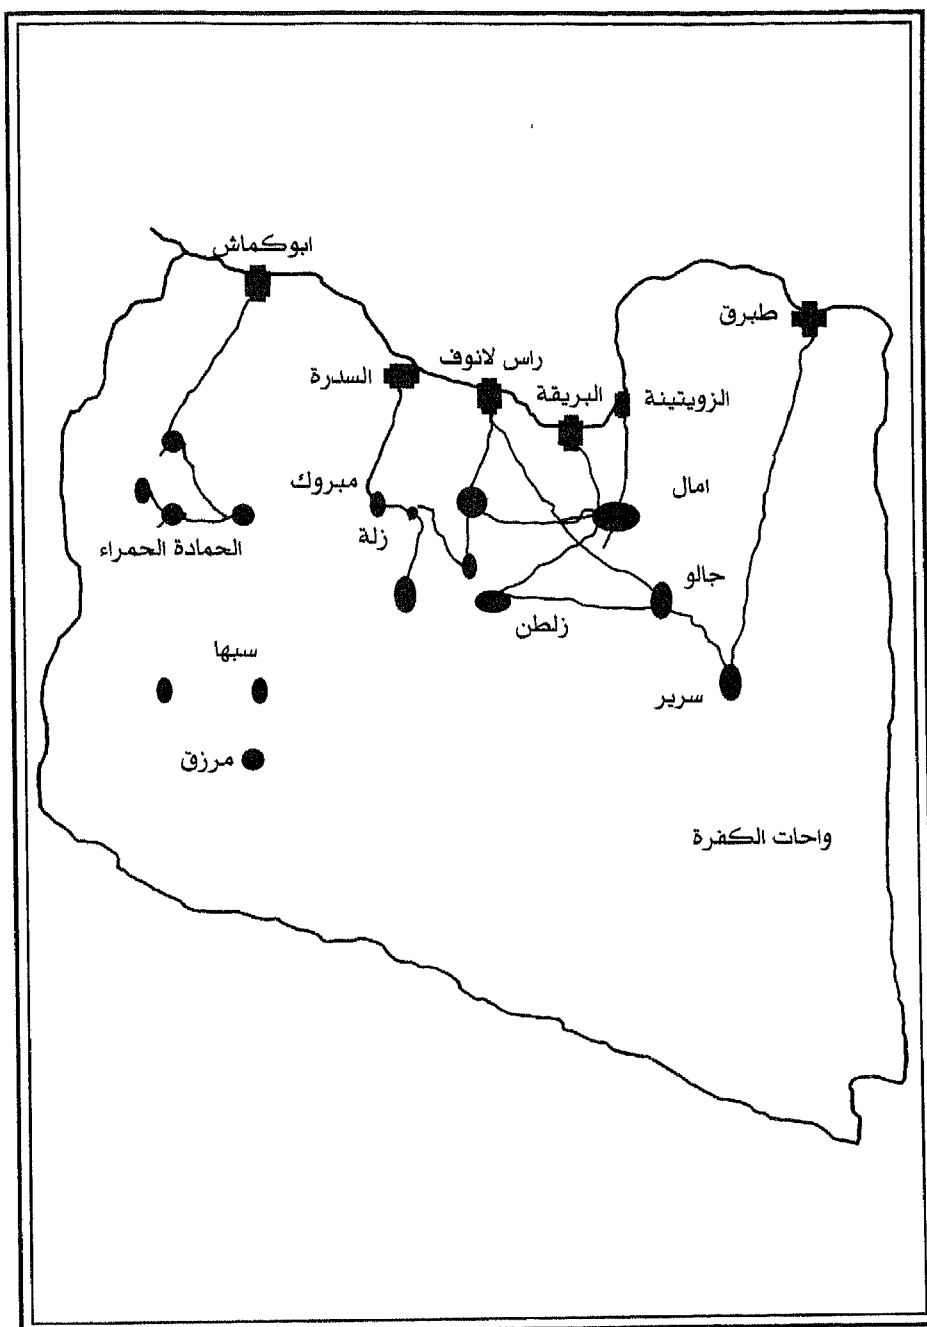 ابوكماش
طبرق
راس لانوف
السدرة
البريقة
الزويتينة
مبروك
امال
زلة
الحمادة الحمراء
جالو
زلطن
سبها
سرير
مرزق
واحات الكفرة